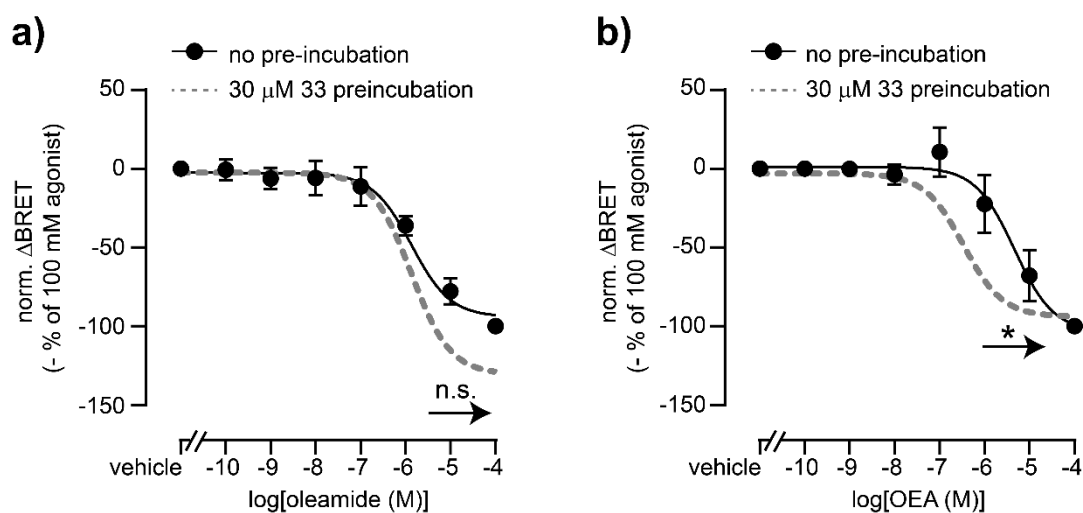 a)
no pre-incubation
30 μM 33 preincubation
norm. ΔBRET
(- % of 100 mM agonist)
50
0
-50
-100
-150
n.s.
vehicle
-10
-9
-8
-7
-6
-5
-4
log[oleamide (M)]
b)
no pre-incubation
30 μM 33 preincubation
norm. ΔBRET
(- % of 100 mM agonist)
50
0
-50
-100
-150
*
vehicle
-10
-9
-8
-7
-6
-5
-4
log[OEA (M)]